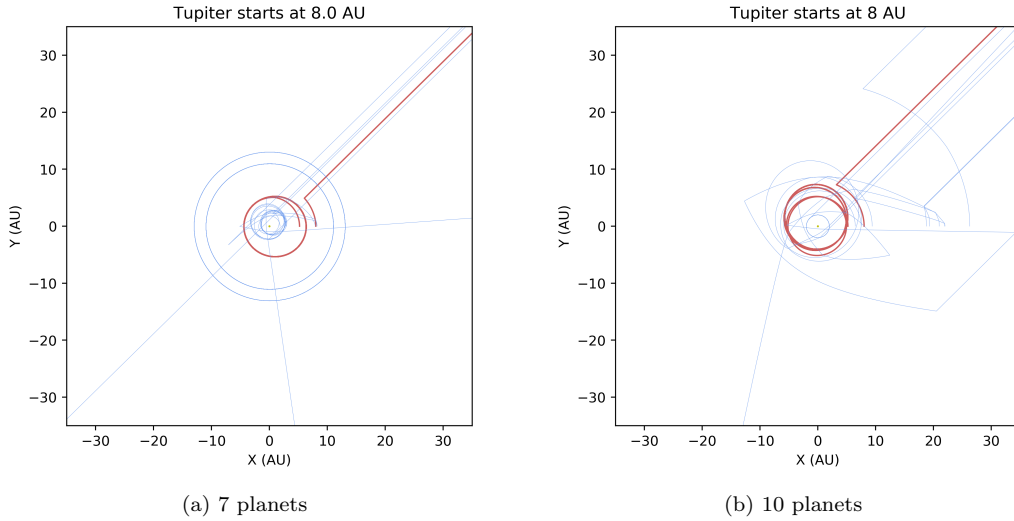 Tupiter starts at 8.0 AU
30
20
10
0
−10
−20
−30
Y (AU)
−30 −20 −10 0 10 20 30
X (AU)
(a) 7 planets
Tupiter starts at 8 AU
30
20
10
0
−10
−20
−30
Y (AU)
−30 −20 −10 0 10 20 30
X (AU)
(b) 10 planets